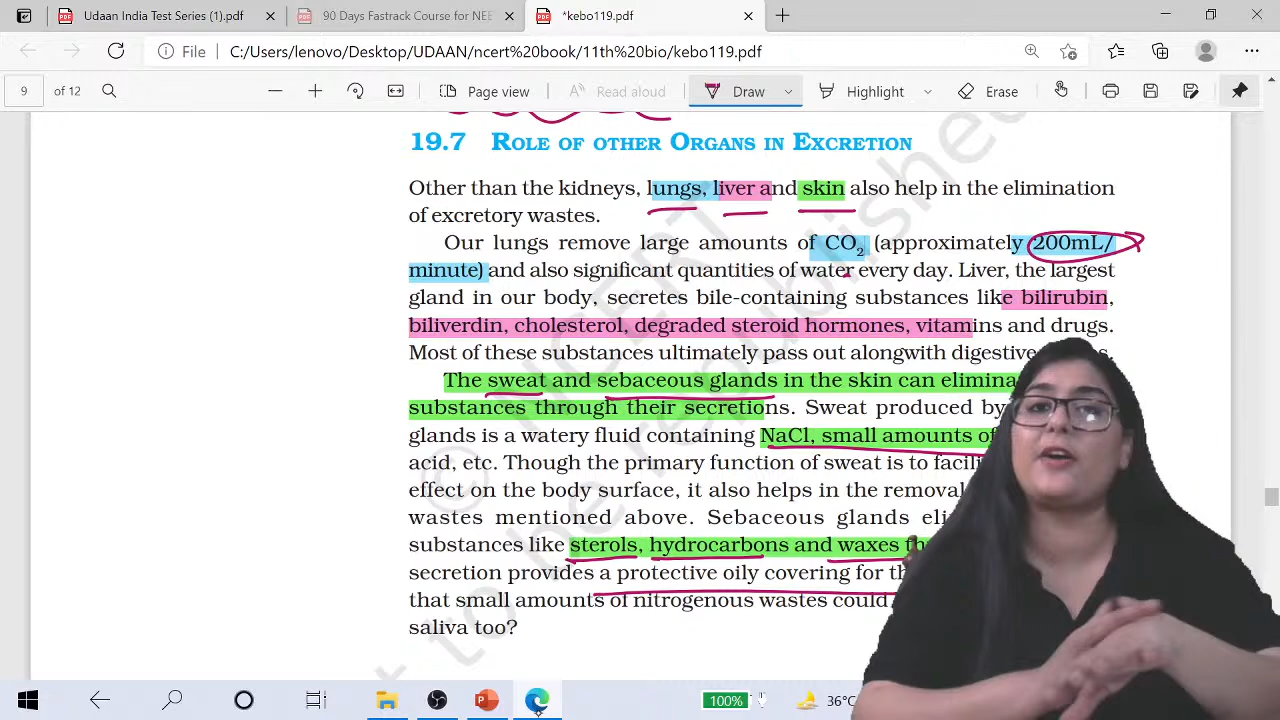 Udaan India Test Series (1).pdf
90 Days Fastrack Course for NEE
*kebo119.pdf
File C:/Users/lenovo/Desktop/UDAAN/ncert%20book/11th%20bio/kebo119.pdf
9 of 12 Page view Read aloud Draw Highlight Erase
19.7 ROLE OF OTHER ORGANS IN EXCRETION
Other than the kidneys, lungs, liver and skin also help in the elimination
of excretory wastes.
Our lungs remove large amounts of CO₂ (approximately 200mL/
minute) and also significant quantities of water every day. Liver, the largest
gland in our body, secretes bile-containing substances like bilirubin,
biliverdin, cholesterol, degraded steroid hormones, vitamins and drugs.
Most of these substances ultimately pass out alongwith digestive
The sweat and sebaceous glands in the skin can
substances through their secretions. Sweat produced by
glands is a watery fluid containing NaCl, small amounts of
acid, etc. Though the primary function of sweat is to
effect on the body surface, it also helps in the removal
wastes mentioned above. Sebaceous glands
substances like sterols, hydrocarbons and waxes
secretion provides a protective oily covering for
that small amounts of nitrogenous wastes could
saliva too?
© NCERT
not to be republished
100%
36°C